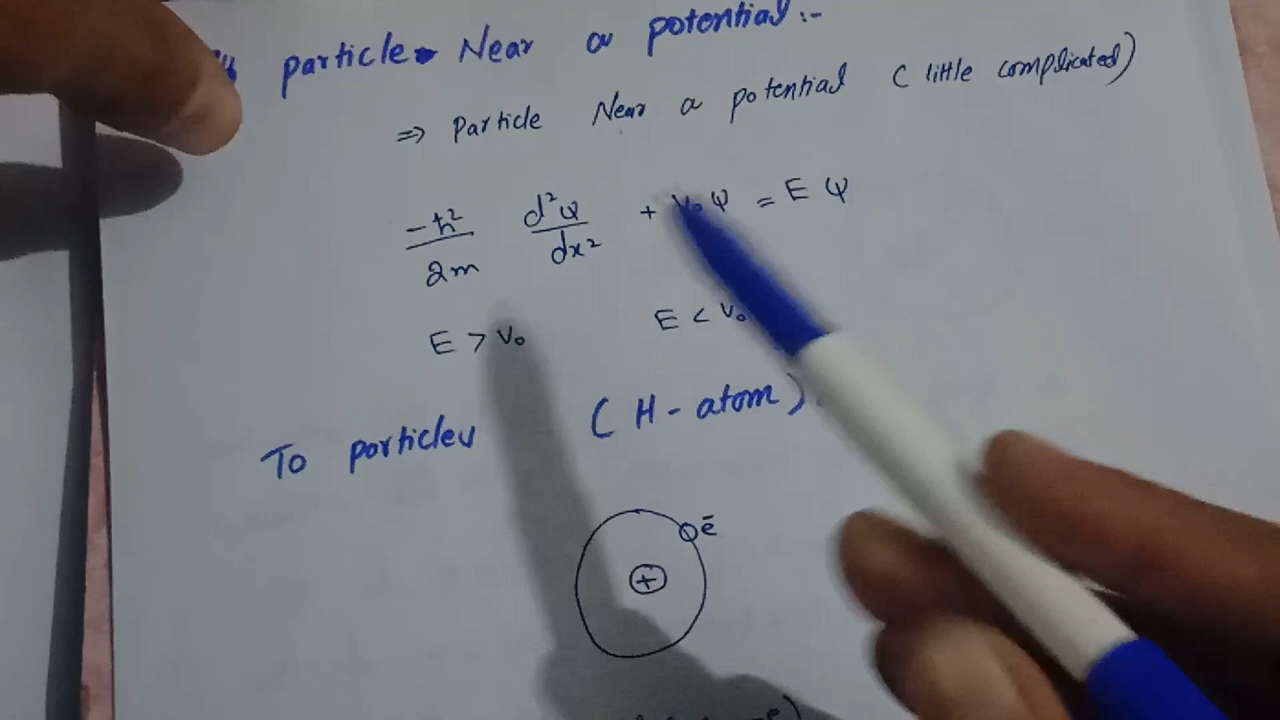 particle Near a potential :-
⇒ Particle Near a potential (little complicated)
-ħ²/2m d²ψ/dx² + V₀ψ = Eψ
E > V₀ E < V₀
To particles (H-atom)
ē
+